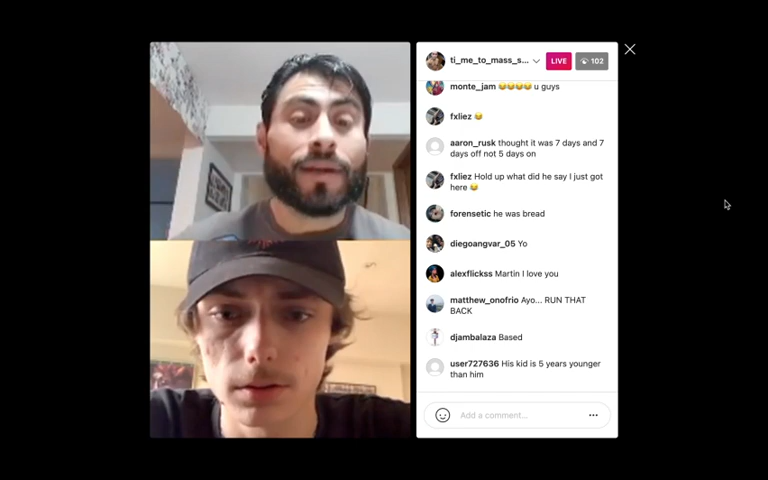 ti_me_to_mass_s...
LIVE
102
monte_jam 😂😂😂😂 u guys
fxliez 😂
aaron_rusk thought it was 7 days and 7
days off not 5 days on
fxliez Hold up what did he say I just got
here 😂
forensetic he was bread
diegoangvar_05 Yo
alexflickss Martin I love you
matthew_onofrio Ayo... RUN THAT
BACK
djambalaza Based
user727636 His kid is 5 years younger
than him
Add a comment...